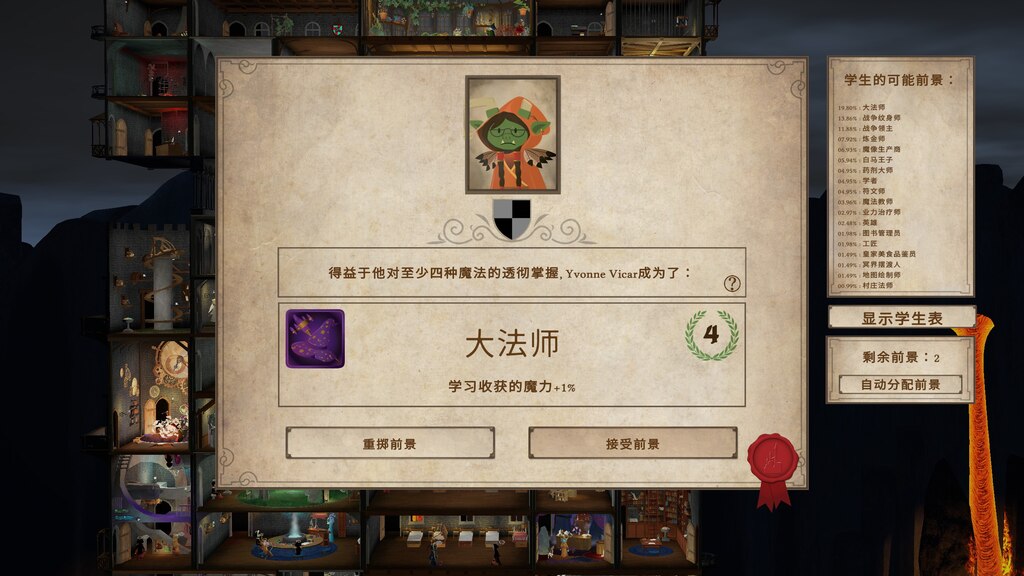 得益于他对至少四种魔法的透彻掌握, Yvonne Vicar成为了：
?
大法师
4
学习收获的魔力+1%
重掷前景
接受前景
学生的可能前景：
19.80% : 大法师
13.86% : 战争纹身师
11.88% : 战争领主
07.92% : 炼金师
06.93% : 魔像生产商
05.94% : 白马王子
04.95% : 药剂大师
04.95% : 学者
04.95% : 符文师
03.96% : 魔法教师
02.97% : 业力治疗师
02.48% : 英雄
01.98% : 图书管理员
01.98% : 工匠
01.49% : 皇家美食品鉴员
01.49% : 冥界摆渡人
01.49% : 地图绘制师
00.99% : 村庄法师
显示学生表
剩余前景：2
自动分配前景